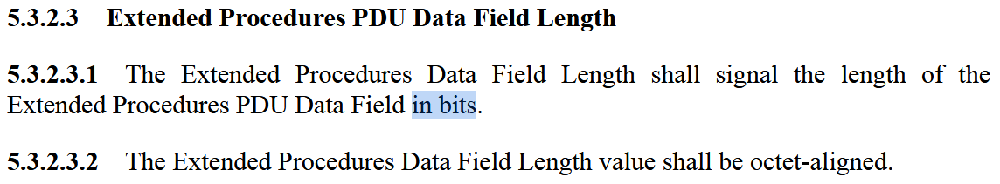 5.3.2.3 Extended Procedures PDU Data Field Length
5.3.2.3.1 The Extended Procedures Data Field Length shall signal the length of the
Extended Procedures PDU Data Field in bits.
5.3.2.3.2 The Extended Procedures Data Field Length value shall be octet-aligned.